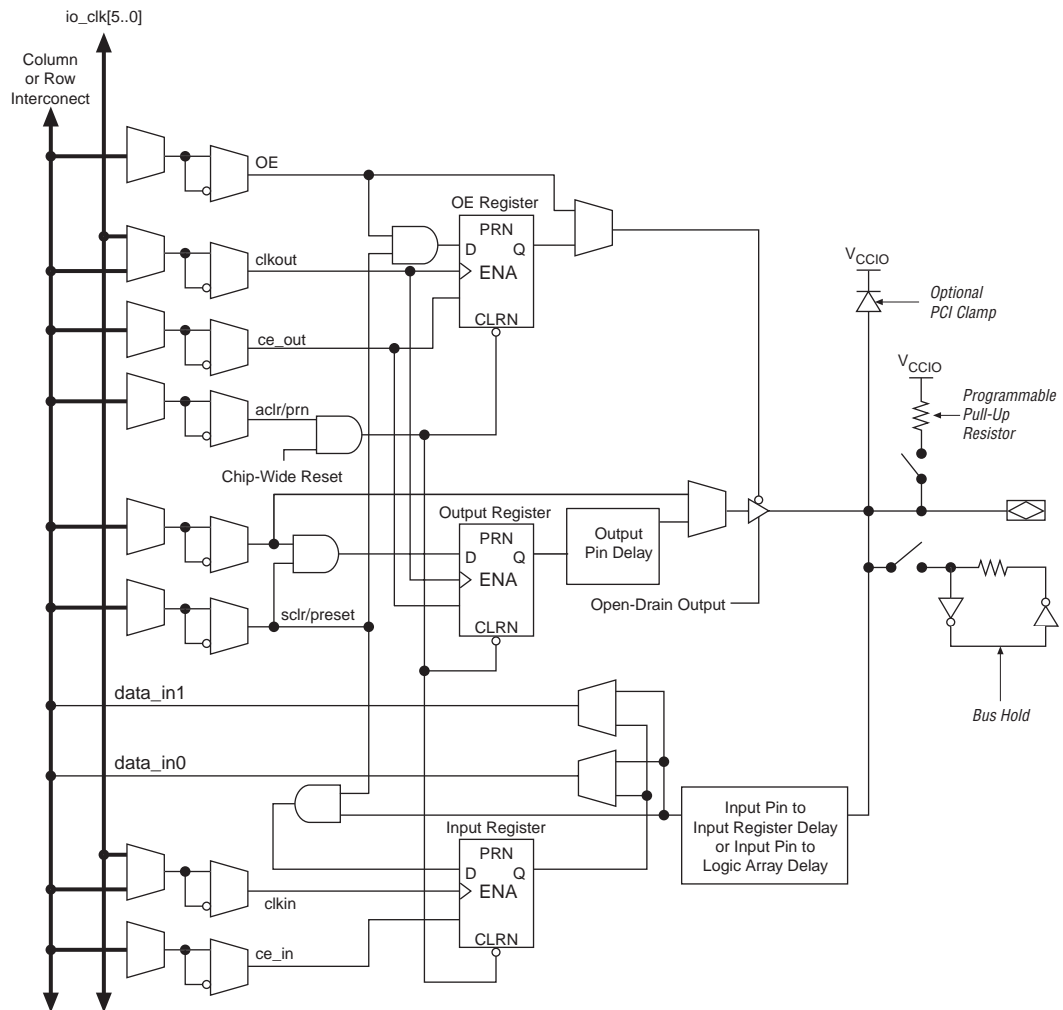 io_clk[5..0]
Column
or Row
Interconect
OE
OE Register
PRN
D
Q
clkout
ENA
VCCIO
Optional
PCI Clamp
CLRN
ce_out
VCCIO
Programmable
Pull-Up
Resistor
aclr/prn
Chip-Wide Reset
Output Register
PRN
D
Q
Output
Pin Delay
ENA
Open-Drain Output
sclr/preset
CLRN
data_in1
Bus Hold
data_in0
Input Pin to
Input Register Delay
or Input Pin to
Logic Array Delay
Input Register
PRN
D
Q
ENA
clkin
CLRN
ce_in